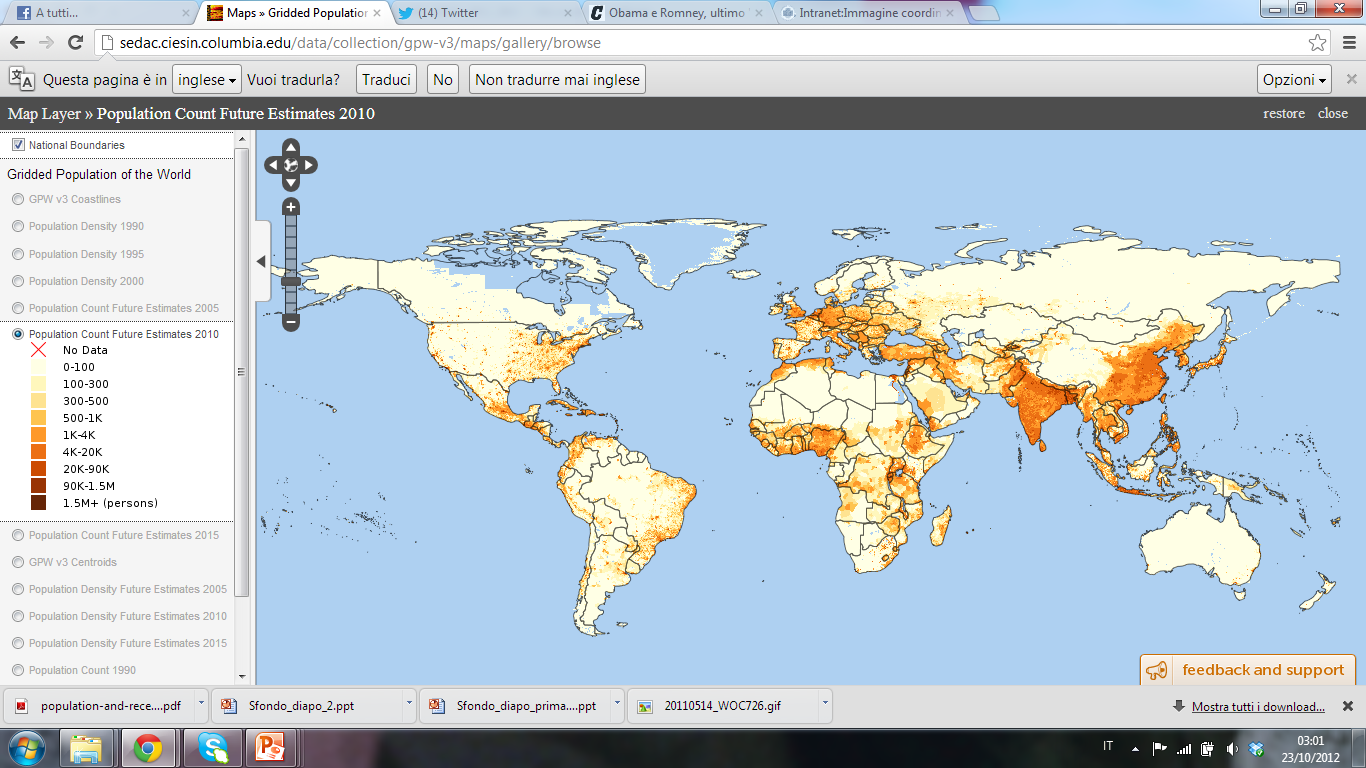 A tutti...
Maps » Gridded Population
(14) Twitter
Obama e Romney, ultimo
Intranet:Immagine coordin
sedac.ciesin.columbia.edu/data/collection/gpw-v3/maps/gallery/browse
Questa pagina è in inglese Vuoi tradurla? Traduci No Non tradurre mai inglese Opzioni
Map Layer » Population Count Future Estimates 2010 restore close
National Boundaries
Gridded Population of the World
GPW v3 Coastlines
Population Density 1990
Population Density 1995
Population Density 2000
Population Count Future Estimates 2005
Population Count Future Estimates 2010
No Data
0-100
100-300
300-500
500-1K
1K-4K
4K-20K
20K-90K
90K-1.5M
1.5M+ (persons)
Population Count Future Estimates 2015
GPW v3 Centroids
Population Density Future Estimates 2005
Population Density Future Estimates 2010
Population Density Future Estimates 2015
Population Count 1990
feedback and support
population-and-rece....pdf
Sfondo_diapo_2.ppt
Sfondo_diapo_prima....ppt
20110514_WOC726.gif
Mostra tutti i download...
IT
03:01
23/10/2012